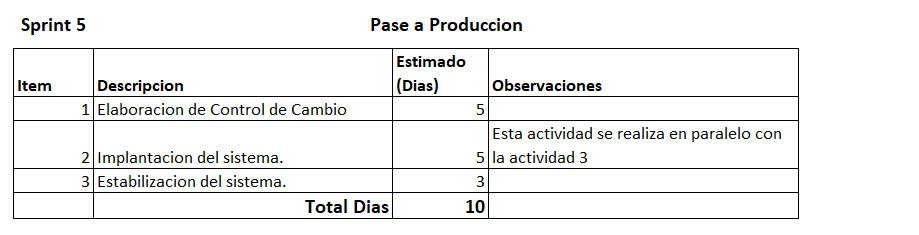 Sprint 5 Pase a Produccion
Item Descripcion Estimado (Dias) Observaciones
1 Elaboracion de Control de Cambio 5
2 Implantacion del sistema. 5 Esta actividad se realiza en paralelo con la actividad 3
3 Estabilizacion del sistema. 3
Total Dias 10